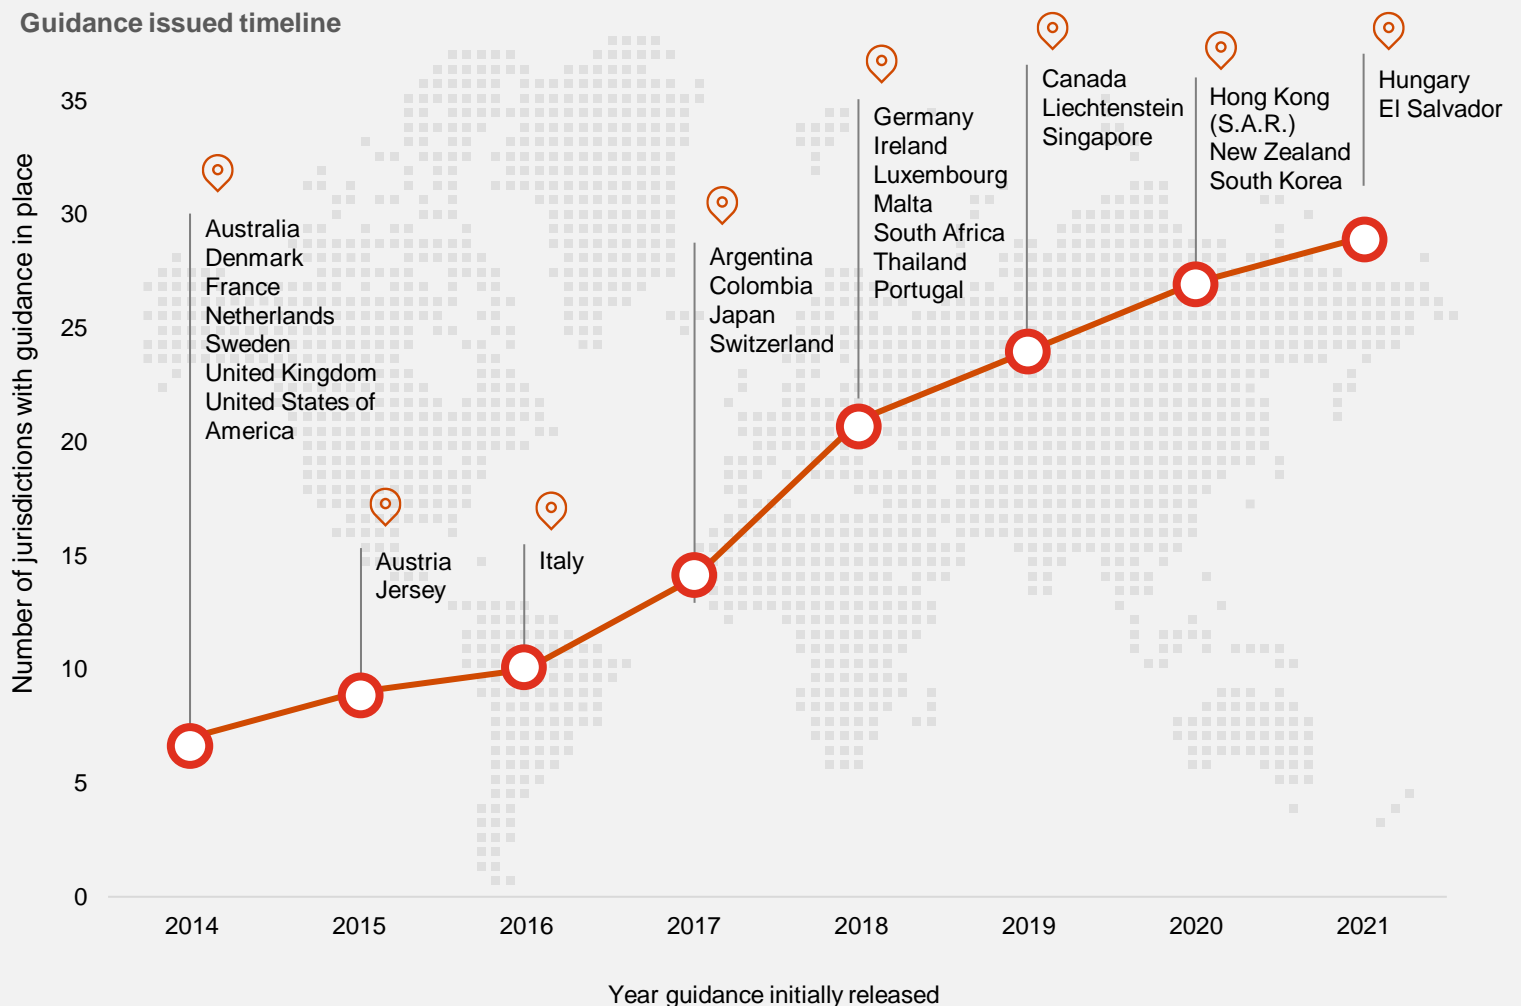 Guidance issued timeline
Number of jurisdictions with guidance in place
35
30
25
20
15
10
5
0
Australia
Denmark
France
Netherlands
Sweden
United Kingdom
United States of
America
Austria
Jersey
Italy
Argentina
Colombia
Japan
Switzerland
Germany
Ireland
Luxembourg
Malta
South Africa
Thailand
Portugal
Canada
Liechtenstein
Singapore
Hong Kong
(S.A.R.)
New Zealand
South Korea
Hungary
El Salvador
2014
2015
2016
2017
2018
2019
2020
2021
Year guidance initially released